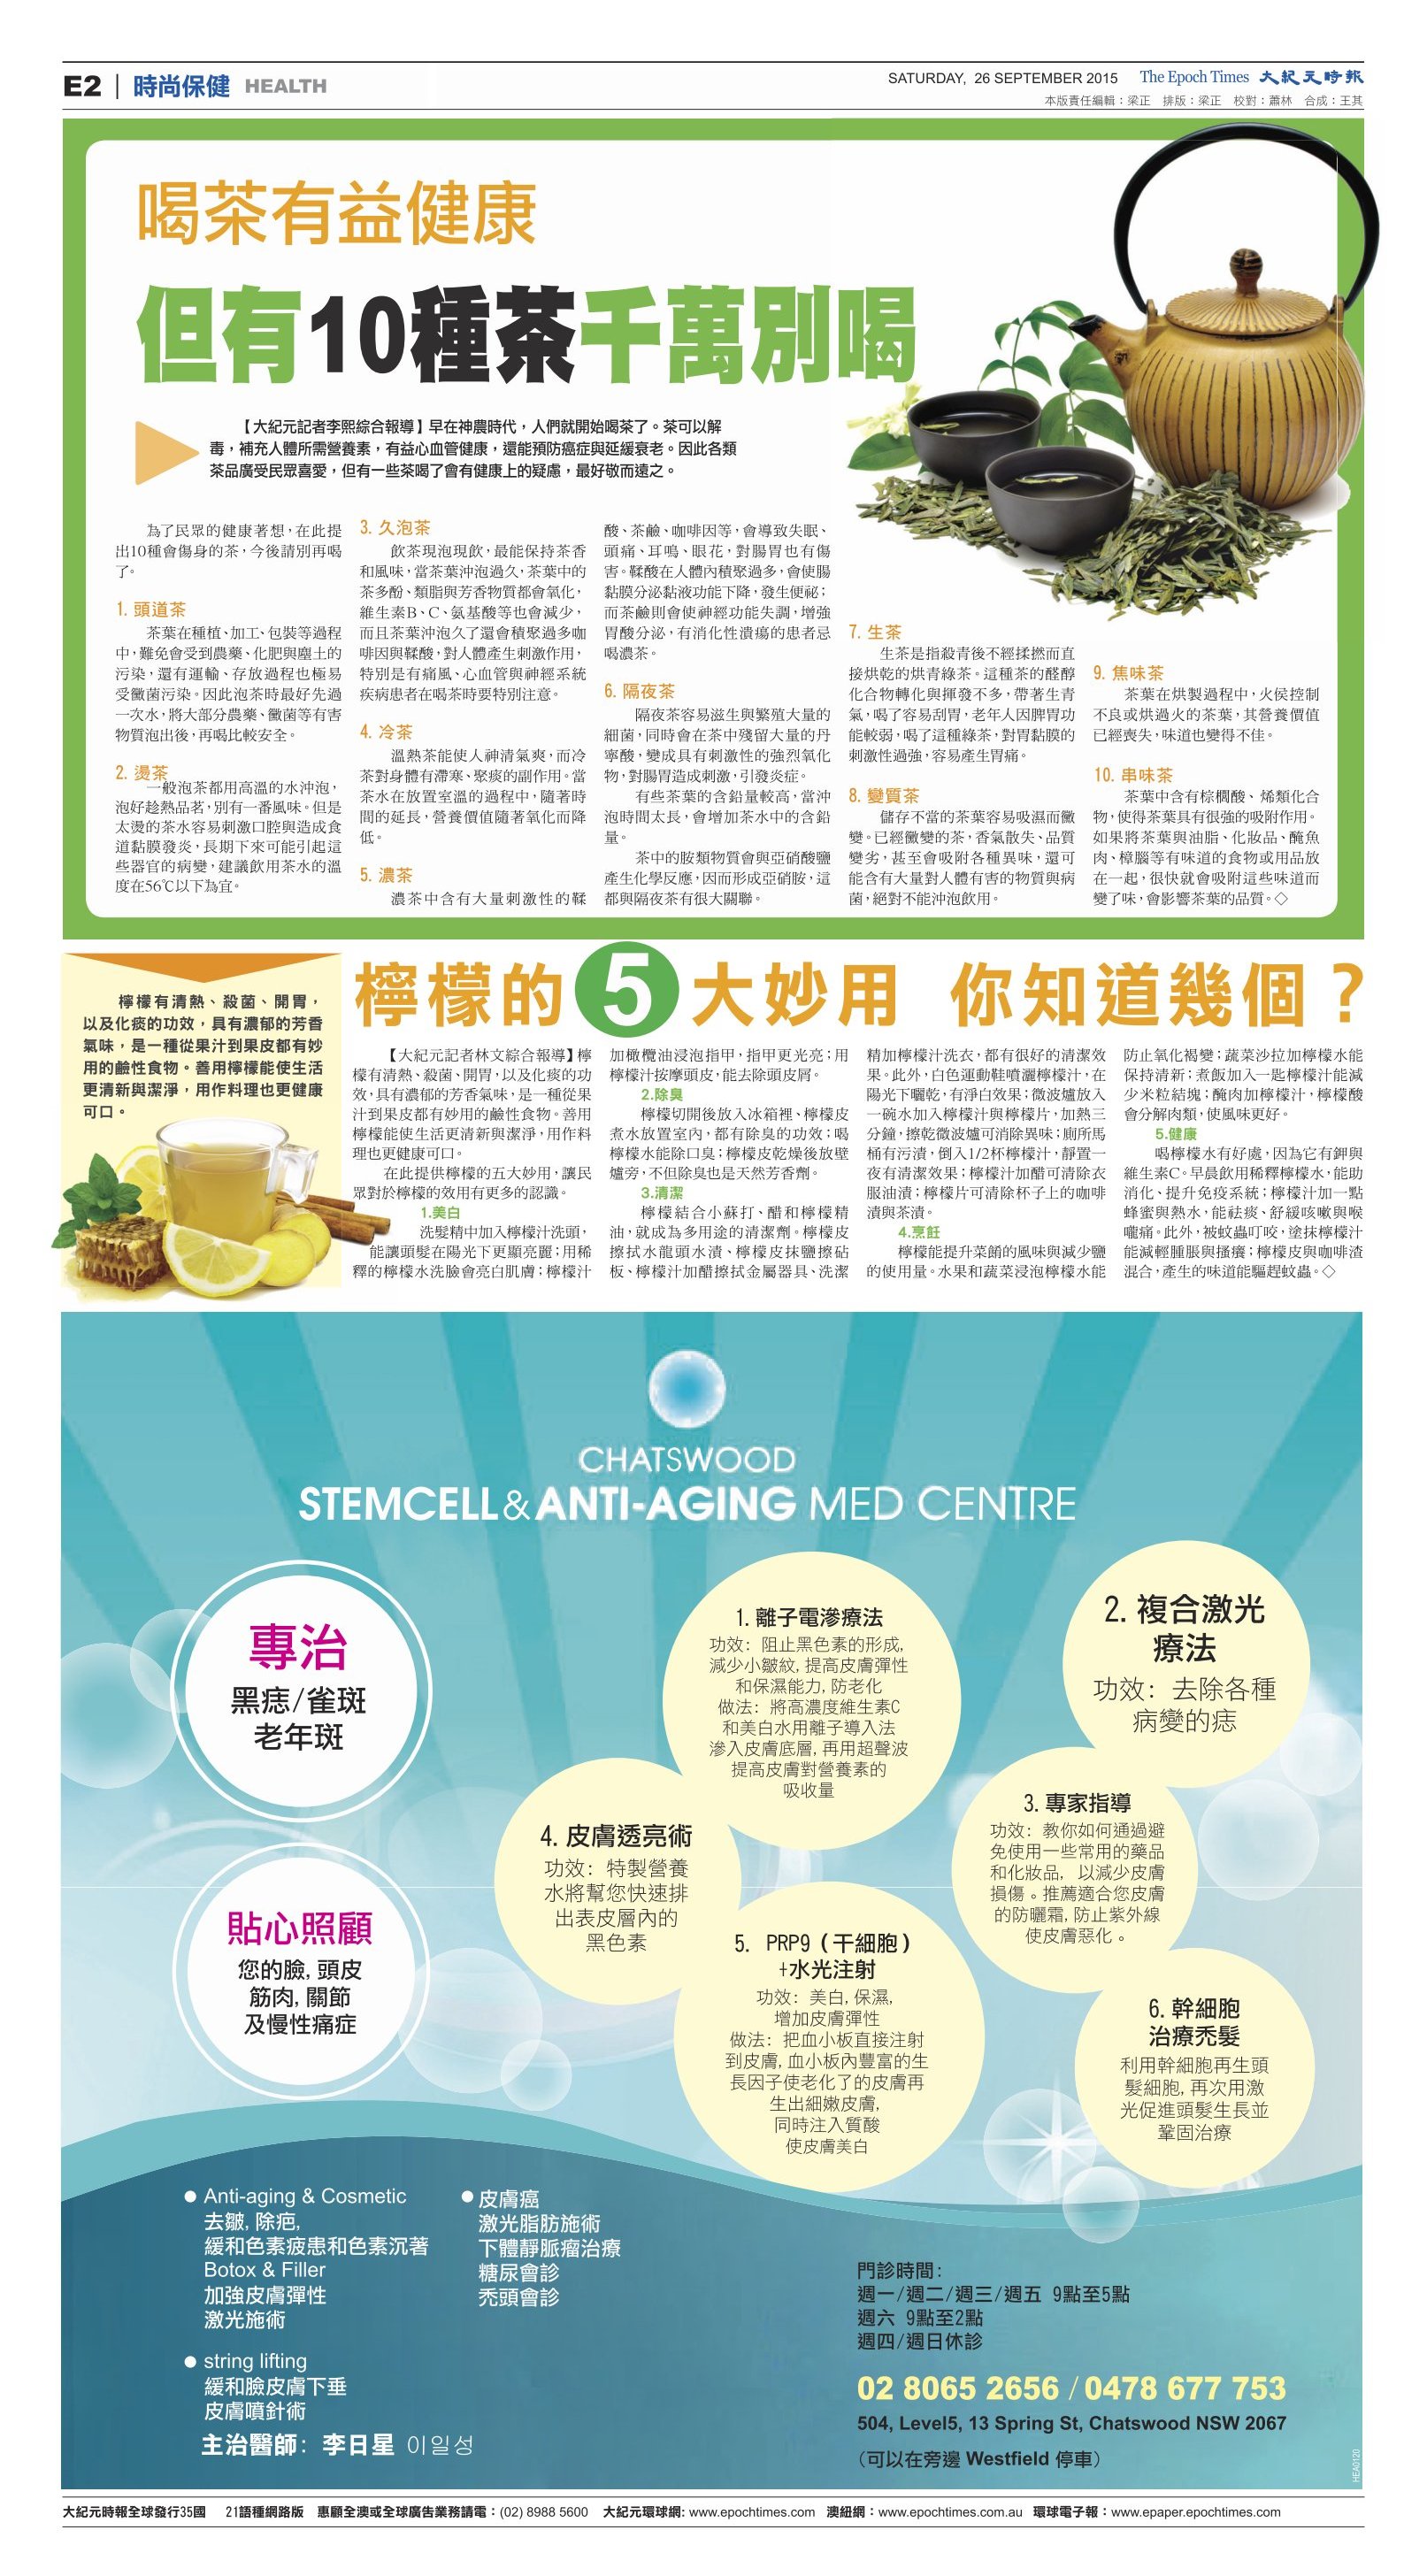 E2 | 時尚保健 HEALTH
SATURDAY, 26 SEPTEMBER 2015 The Epoch Times 大紀元時報
本版責任編輯：梁正 排版：梁正 校對：蕭林 合成：王其
喝茶有益健康
但有10種茶千萬別喝
【大紀元記者李熙綜合報導】早在神農時代，人們就開始喝茶了。茶可以解
毒，補充人體所需營養素，有益心血管健康，還能預防癌症與延緩衰老。因此各類
茶品廣受民眾喜愛，但有一些茶喝了會有健康上的疑慮，最好敬而遠之。
為了民眾的健康著想，在此提
出10種會傷身的茶，今後請別再喝
了。
1. 頭道茶
茶葉在種植、加工、包裝等過程
中，難免會受到農藥、化肥與塵土的
污染，還有運輸、存放過程也極易
受黴菌污染。因此泡茶時最好先過
一次水，將大部分農藥、黴菌等有害
物質泡出後，再喝比較安全。
2. 燙茶
一般泡茶都用高溫的水沖泡，
泡好趁熱品茗，別有一番風味。但是
太燙的茶水容易刺激口腔與造成食
道黏膜發炎，長期下來可能引起這
些器官的病變，建議飲用茶水的溫
度在56℃以下為宜。
3. 久泡茶
飲茶現泡現飲，最能保持茶香
和風味，當茶葉沖泡過久，茶葉中的
茶多酚、類脂與芳香物質都會氧化，
維生素B、C、氨基酸等也會減少，
而且茶葉沖泡久了還會積聚過多咖
啡因與鞣酸，對人體產生刺激作用，
特別是有痛風、心血管與神經系統
疾病患者在喝茶時要特別注意。
4. 冷茶
溫熱茶能使人神清氣爽，而冷
茶對身體有滯寒、聚痰的副作用。當
茶水在放置室溫的過程中，隨著時
間的延長，營養價值隨著氧化而降
低。
5. 濃茶
濃茶中含有大量刺激性的鞣
酸、茶鹼、咖啡因等，會導致失眠、
頭痛、耳鳴、眼花，對腸胃也有傷
害。鞣酸在人體內積聚過多，會使腸
黏膜分泌黏液功能下降，發生便祕；
而茶鹼則會使神經功能失調，增強
胃酸分泌，有消化性潰瘍的患者忌
喝濃茶。
6. 隔夜茶
隔夜茶容易滋生與繁殖大量的
細菌，同時會在茶中殘留大量的丹
寧酸，變成具有刺激性的強烈氧化
物，對腸胃造成刺激，引發炎症。
有些茶葉的含鉛量較高，當沖
泡時間太長，會增加茶水中的含鉛
量。
茶中的胺類物質會與亞硝酸鹽
產生化學反應，因而形成亞硝胺，這
都與隔夜茶有很大關聯。
7. 生茶
生茶是指殺青後不經揉撚而直
接烘乾的烘青綠茶。這種茶的醛醇
化合物轉化與揮發不多，帶著生青
氣，喝了容易刮胃，老年人因脾胃功
能較弱，喝了這種綠茶，對胃黏膜的
刺激性過強，容易產生胃痛。
8. 變質茶
儲存不當的茶葉容易吸濕而黴
變。已經黴變的茶，香氣散失、品質
變劣，甚至會吸附各種異味，還可
能含有大量對人體有害的物質與病
菌，絕對不能沖泡飲用。
9. 焦味茶
茶葉在烘製過程中，火侯控制
不良或烘過火的茶葉，其營養價值
已經喪失，味道也變得不佳。
10. 串味茶
茶葉中含有棕櫚酸、烯類化合
物，使得茶葉具有很強的吸附作用。
如果將茶葉與油脂、化妝品、醃魚
肉、樟腦等有味道的食物或用品放
在一起，很快就會吸附這些味道而
變了味，會影響茶葉的品質。◇
檸檬有清熱、殺菌、開胃，
以及化痰的功效，具有濃郁的芳香
氣味，是一種從果汁到果皮都有妙
用的鹼性食物。善用檸檬能使生活
更清新與潔淨，用作料理也更健康
可口。
檸檬的5大妙用 你知道幾個？
【大紀元記者林文綜合報導】檸
檬有清熱、殺菌、開胃，以及化痰的功
效，具有濃郁的芳香氣味，是一種從果
汁到果皮都有妙用的鹼性食物。善用
檸檬能使生活更清新與潔淨，用作料
理也更健康可口。
在此提供檸檬的五大妙用，讓民
眾對於檸檬的效用有更多的認識。
1.美白
洗髮精中加入檸檬汁洗頭，
能讓頭髮在陽光下更顯亮麗；用稀
釋的檸檬水洗臉會亮白肌膚；檸檬汁
加橄欖油浸泡指甲，指甲更光亮；用
檸檬汁按摩頭皮，能去除頭皮屑。
2.除臭
檸檬切開後放入冰箱裡、檸檬皮
煮水放置室內，都有除臭的功效；喝
檸檬水能除口臭；檸檬皮乾燥後放壁
爐旁，不但除臭也是天然芳香劑。
3.清潔
檸檬結合小蘇打、醋和檸檬精
油，就成為多用途的清潔劑。檸檬皮
擦拭水龍頭水漬、檸檬皮抹鹽擦砧
板、檸檬汁加醋擦拭金屬器具、洗潔
精加檸檬汁洗衣，都有很好的清潔效
果。此外，白色運動鞋噴灑檸檬汁，在
陽光下曬乾，有淨白效果；微波爐放入
一碗水加入檸檬汁與檸檬片，加熱三
分鐘，擦乾微波爐可消除異味；廁所馬
桶有污漬，倒入1/2杯檸檬汁，靜置一
夜有清潔效果；檸檬汁加醋可清除衣
服油漬；檸檬片可清除杯子上的咖啡
漬與茶漬。
4.烹飪
檸檬能提升菜餚的風味與減少鹽
的使用量。水果和蔬菜浸泡檸檬水能
防止氧化褐變；蔬菜沙拉加檸檬水能
保持清新；煮飯加入一匙檸檬汁能減
少米粒結塊；醃肉加檸檬汁，檸檬酸
會分解肉類，使風味更好。
5.健康
喝檸檬水有好處，因為它有鉀與
維生素C。早晨飲用稀釋檸檬水，能助
消化、提升免疫系統；檸檬汁加一點
蜂蜜與熱水，能祛痰、舒緩咳嗽與喉
嚨痛。此外，被蚊蟲叮咬，塗抹檸檬汁
能減輕腫脹與搔癢；檸檬皮與咖啡渣
混合，產生的味道能驅趕蚊蟲。◇
CHATSWOOD
STEMCELL & ANTI-AGING MED CENTRE
專治
黑痣/雀斑
老年斑
貼心照顧
您的臉, 頭皮
筋肉, 關節
及慢性痛症
1. 離子電滲療法
功效：阻止黑色素的形成,
減少小皺紋, 提高皮膚彈性
和保濕能力, 防老化
做法：將高濃度維生素C
和美白水用離子導入法
滲入皮膚底層, 再用超聲波
提高皮膚對營養素的
吸收量
2. 複合激光
療法
功效：去除各種
病變的痣
3. 專家指導
功效：教你如何通過避
免使用一些常用的藥品
和化妝品, 以減少皮膚
損傷。推薦適合您皮膚
的防曬霜, 防止紫外線
使皮膚惡化。
4. 皮膚透亮術
功效：特製營養
水將幫您快速排
出表皮層內的
黑色素
5. PRP9（干細胞）
+水光注射
功效：美白, 保濕,
增加皮膚彈性
做法：把血小板直接注射
到皮膚, 血小板內豐富的生
長因子使老化了的皮膚再
生出細嫩皮膚,
同時注入質酸
使皮膚美白
6. 幹細胞
治療禿髮
利用幹細胞再生頭
髮細胞, 再次用激
光促進頭髮生長並
鞏固治療
● Anti-aging & Cosmetic
去皺, 除疤,
緩和色素疲患和色素沉著
Botox & Filler
加強皮膚彈性
激光施術
● string lifting
緩和臉皮膚下垂
皮膚噴針術
主治醫師：李日星 이일성
● 皮膚癌
激光脂肪施術
下體靜脈瘤治療
糖尿會診
禿頭會診
門診時間：
週一/週二/週三/週五 9點至5點
週六 9點至2點
週四/週日休診
02 8065 2656 / 0478 677 753
504, Level5, 13 Spring St, Chatswood NSW 2067
（可以在旁邊 Westfield 停車）
HEA0120
大紀元時報全球發行35國 21語種網路版 惠顧全澳或全球廣告業務請電：(02) 8988 5600 大紀元環球網: www.epochtimes.com 澳紐網：www.epochtimes.com.au 環球電子報：www.epaper.epochtimes.com